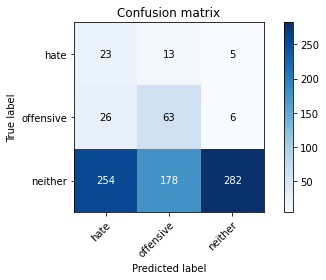 Confusion matrix
hate 23 13 5
offensive 26 63 6
neither 254 178 282
hate offensive neither
True label
Predicted label
250
200
150
100
50